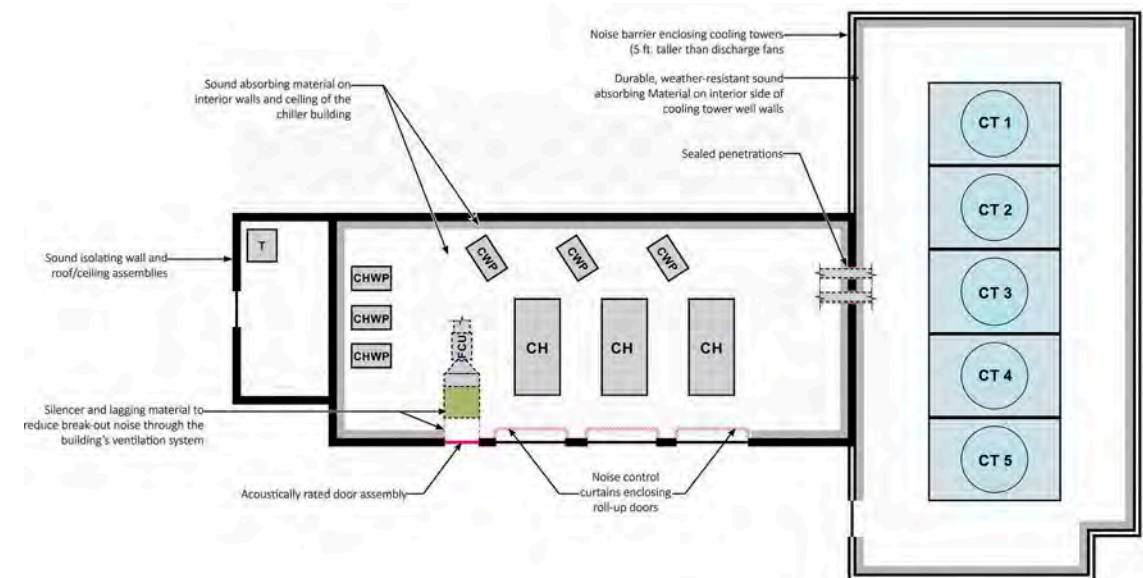 Noise barrier enclosing cooling towers
(5 ft. taller than discharge fans
Durable, weather-resistant sound
absorbing Material on interior side of
cooling tower well walls
Sound absorbing material on
interior walls and ceiling of the
chiller building
Sealed penetrations
Sound isolating wall and
roof/ceiling assemblies
Silencer and lagging material to
reduce break-out noise through the
building's ventilation system
Acoustically rated door assembly
Noise control
curtains enclosing
roll-up doors
T
CHWP
CHWP
CHWP
CWP
CWP
CWP
FCU
CH
CH
CH
CT 1
CT 2
CT 3
CT 4
CT 5